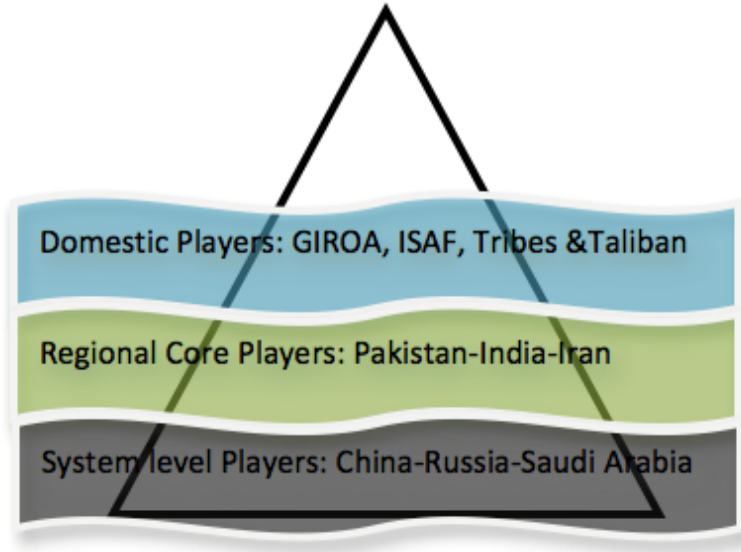 Domestic Players: GIROA, ISAF, Tribes &Taliban
Regional Core Players: Pakistan-India-Iran
System level Players: China-Russia-Saudi Arabia